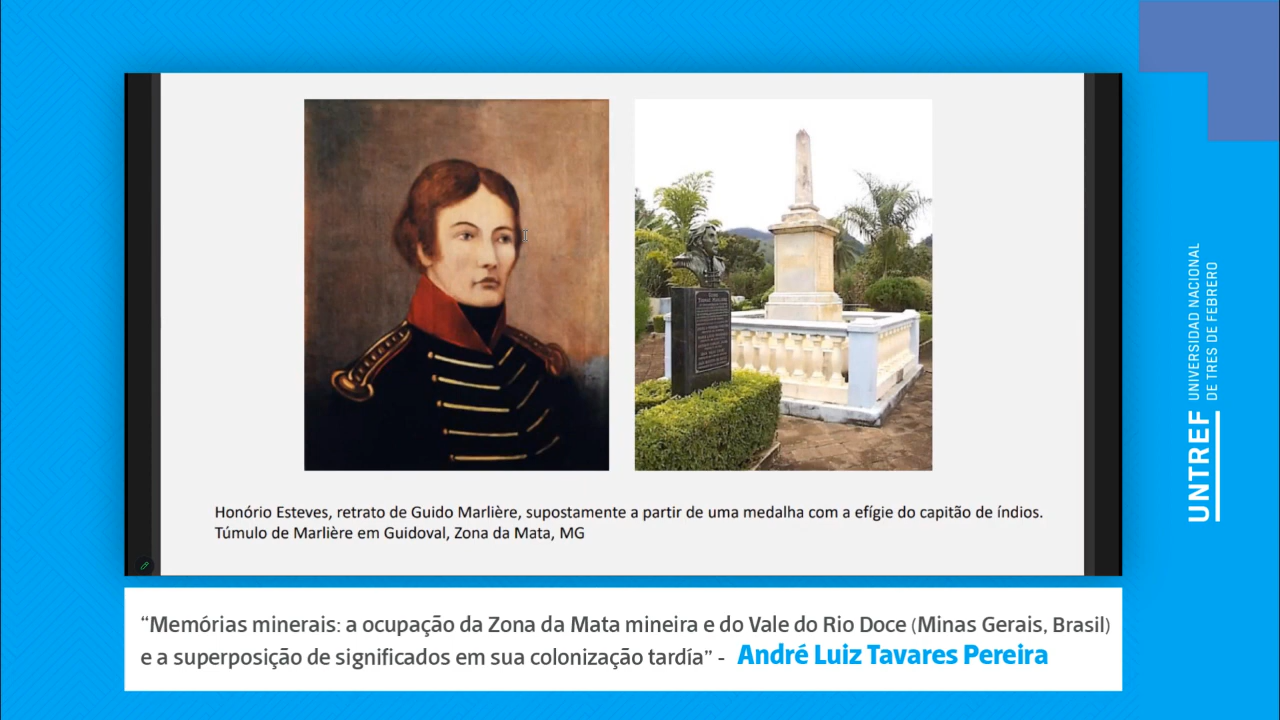 Honório Esteves, retrato de Guido Marlière, supostamente a partir de uma medalha com a efígie do capitão de índios.
Túmulo de Marlière em Guidoval, Zona da Mata, MG
“Memórias minerais: a ocupação da Zona da Mata mineira e do Vale do Rio Doce (Minas Gerais, Brasil)
e a superposição de significados em sua colonização tardía” - André Luiz Tavares Pereira
UNTREF
UNIVERSIDAD NACIONAL
DE TRES DE FEBRERO